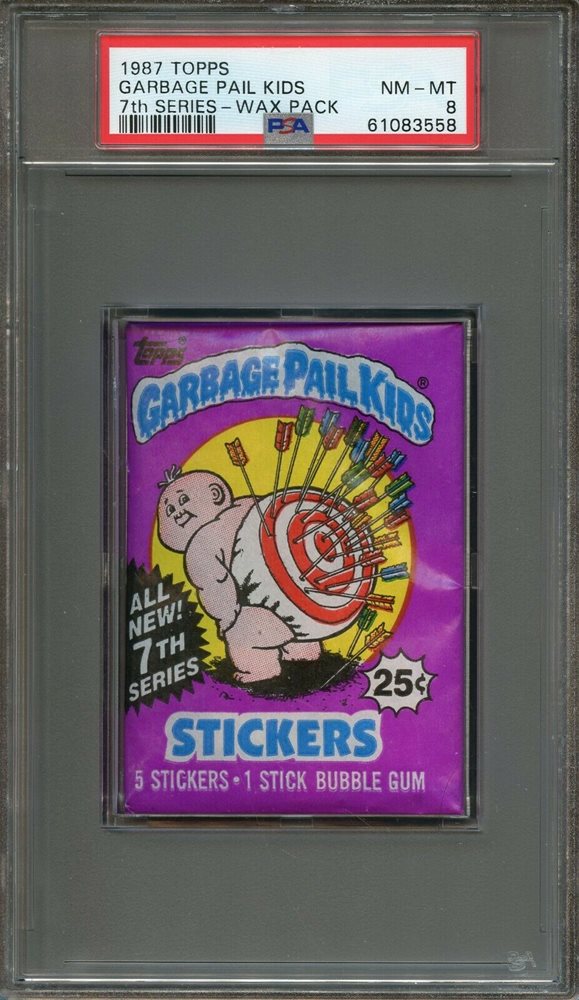 1987 TOPPS
GARBAGE PAIL KIDS NM - MT
7th SERIES - WAX PACK 8
PSA 61083558
topps®
GARBAGE PAIL KIDS®
ALL
NEW!
7TH
SERIES
25¢
STICKERS
5 STICKERS • 1 STICK BUBBLE GUM
PSA